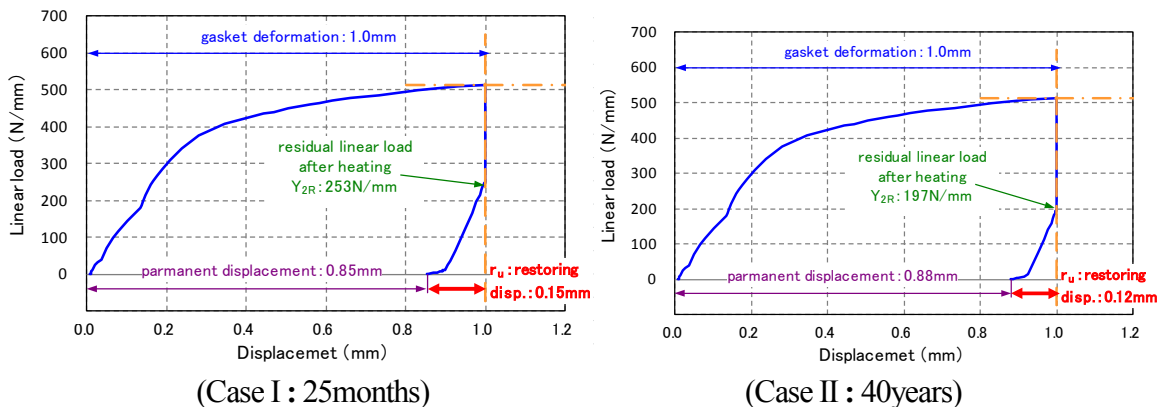 700
600
500
400
300
200
100
0
Linear load (N/mm)
gasket deformation: 1.0mm
residual linear load
after heating
Y2R: 253N/mm
parmanent displacement: 0.85mm
ru: restoring
disp.: 0.15mm
0.0 0.2 0.4 0.6 0.8 1.0 1.2
Displacemet (mm)
(Case I : 25months)
700
600
500
400
300
200
100
0
Linear load (N/mm)
gasket deformation: 1.0mm
residual linear load
after heating
Y2R: 197N/mm
parmanent displacement: 0.88mm
ru: restoring
disp.: 0.12mm
0.0 0.2 0.4 0.6 0.8 1.0 1.2
Displacemet (mm)
(Case II : 40years)